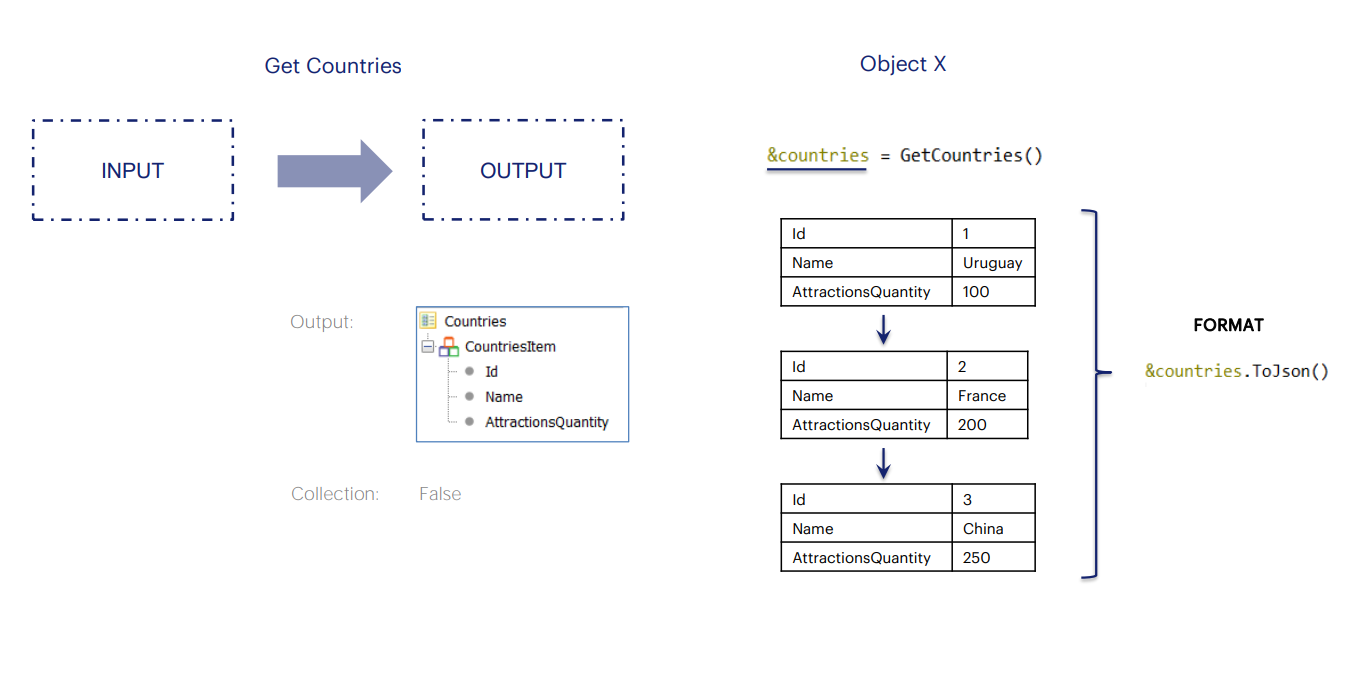 Get Countries
INPUT
OUTPUT
Output:
Countries
CountriesItem
Id
Name
AttractionsQuantity
Collection: False
Object X
&countries = GetCountries()
Id 1
Name Uruguay
AttractionsQuantity 100
Id 2
Name France
AttractionsQuantity 200
Id 3
Name China
AttractionsQuantity 250
FORMAT
&countries.ToJson()